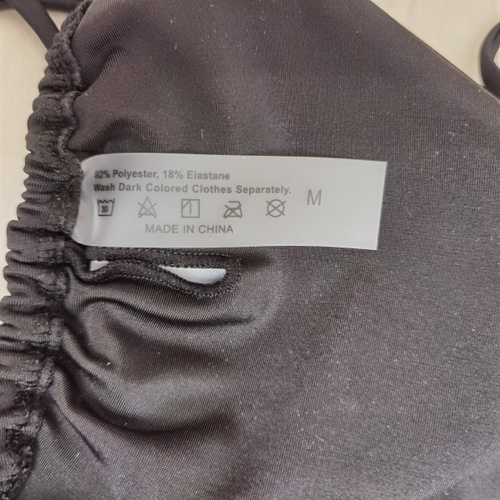 82% Polyester, 18% Elastane
Wash Dark Colored Clothes Separately.
30
M
MADE IN CHINA